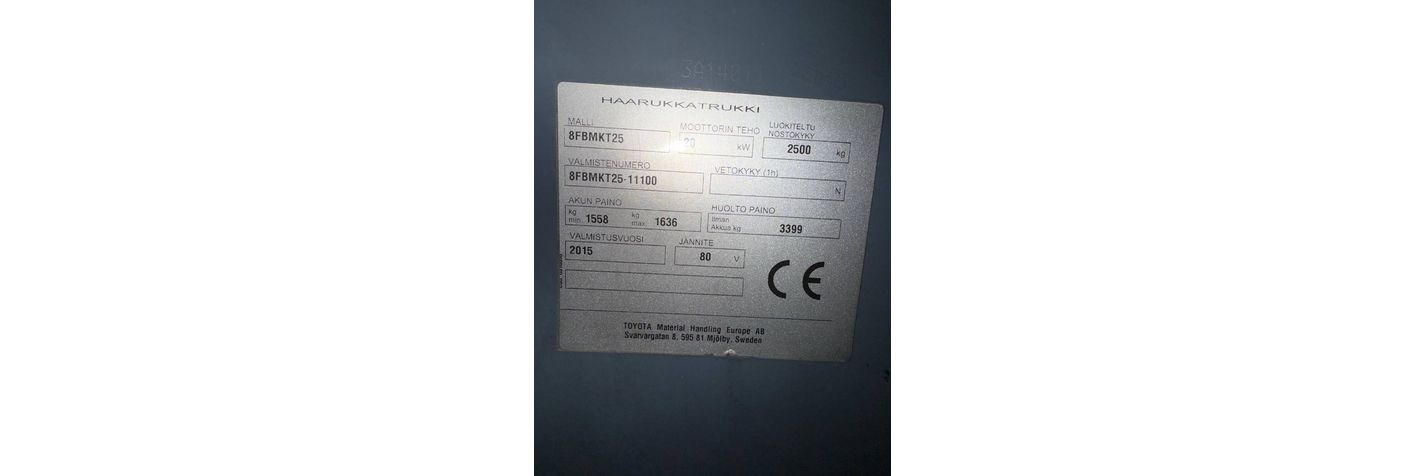 HAARUKKATRUKKI
MALLI
8FBMKT25
MOOTTORIN TEHO
20 kW
LUOKITELTU
NOSTOKYKY
2500 kg
VALMISTENUMERO
8FBMKT25-11100
VETOKYKY (1h)
N
AKUN PAINO
kg min. 1558 kg max. 1636
HUOLTO PAINO
Ilman
Akkus kg 3399
VALMISTUSVUOSI
2015
JÄNNITE
80 V
CE
TOYOTA Material Handling Europe AB
Svarvargatan 8, 595 81 Mjölby, Sweden